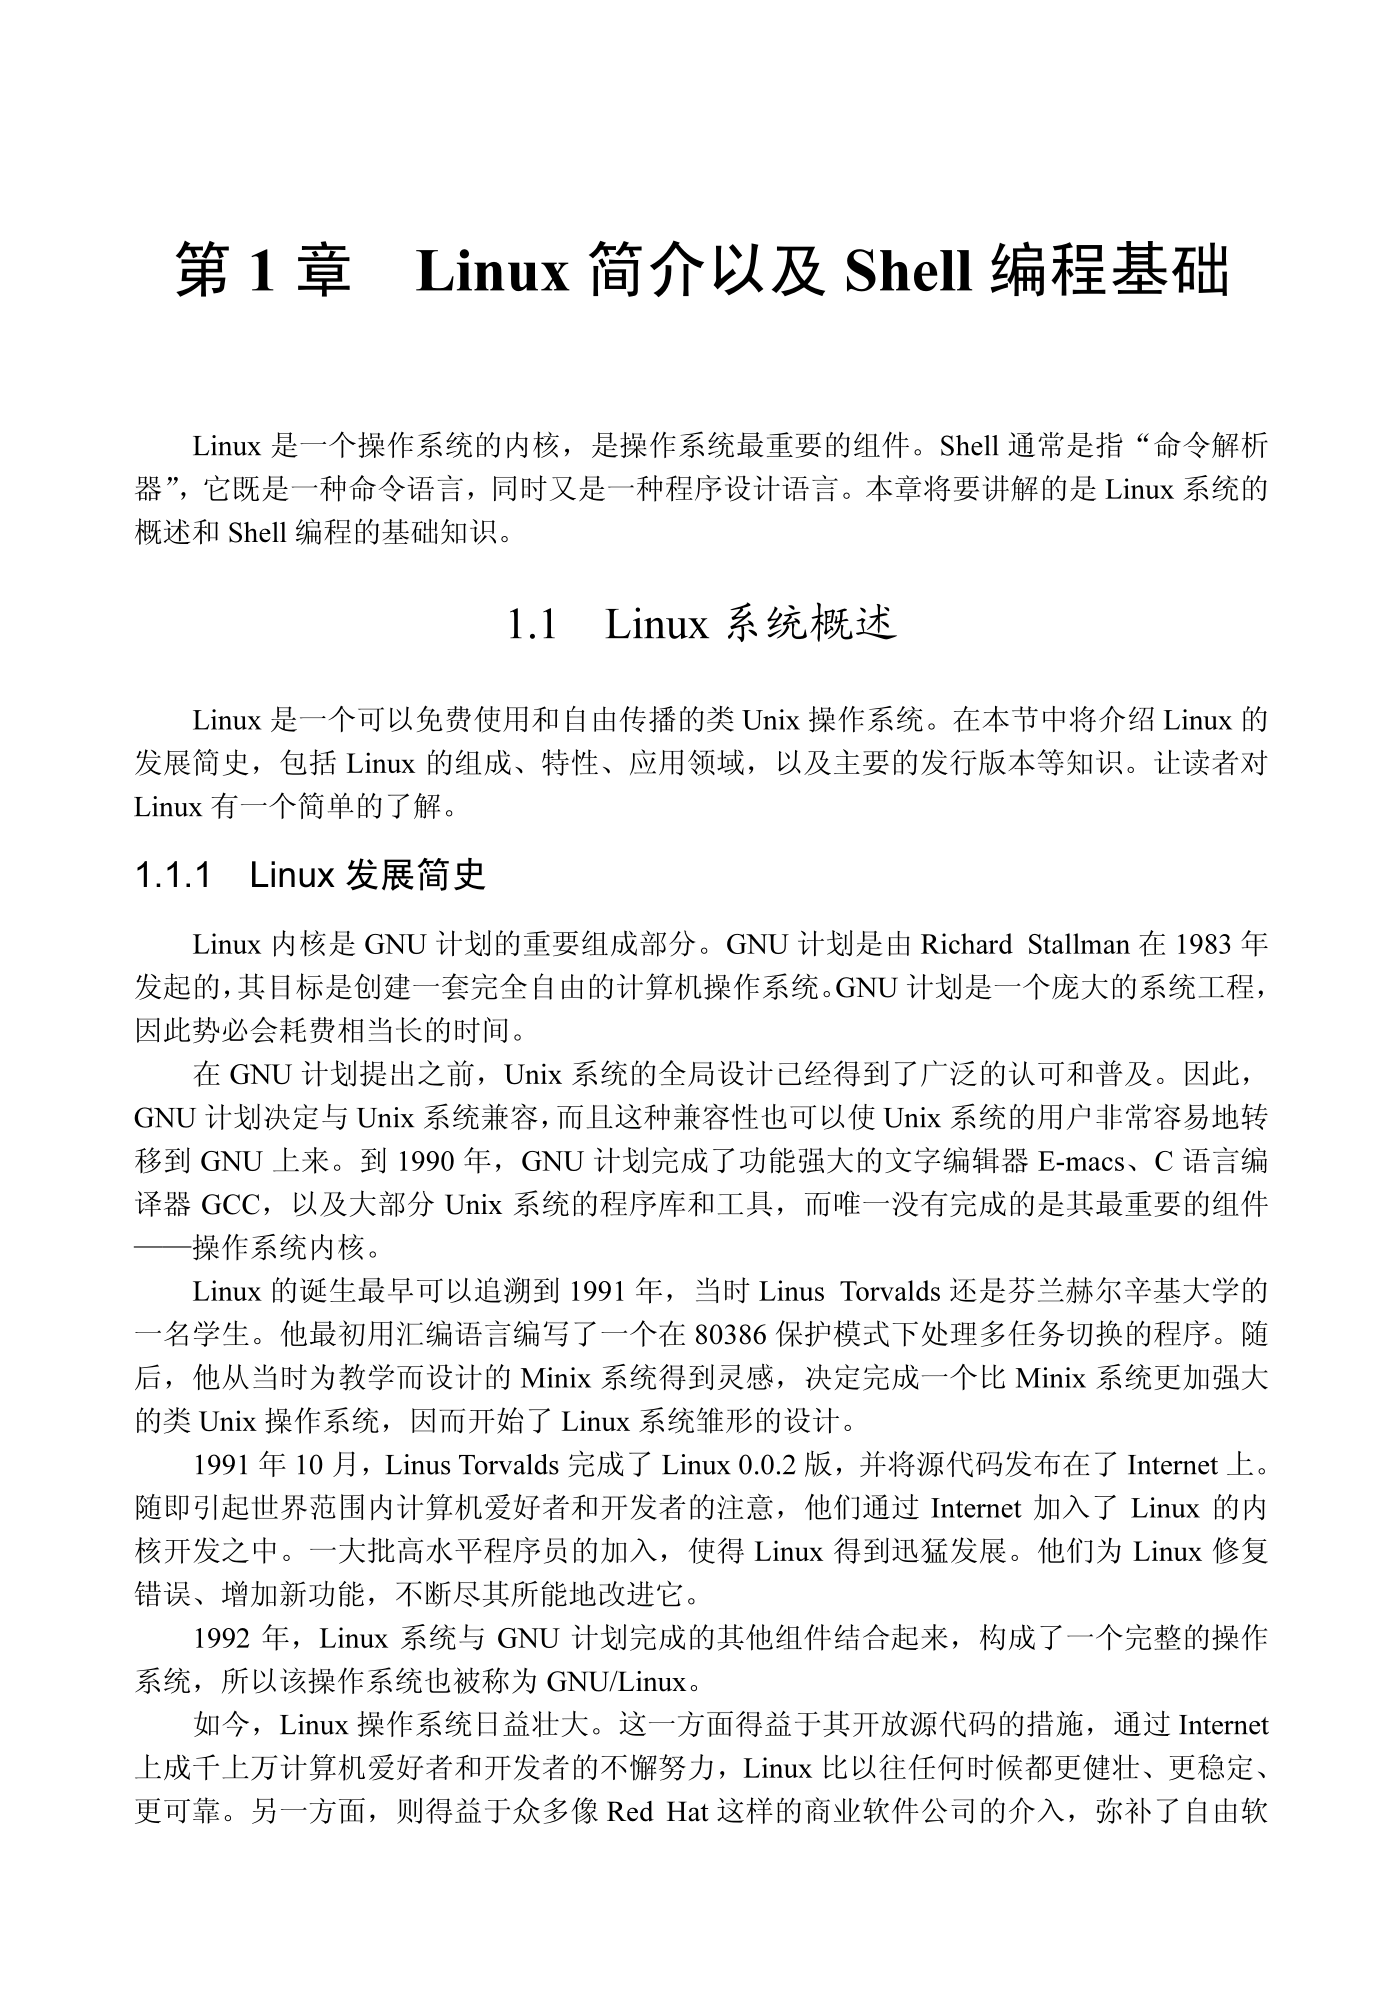 第 1 章　Linux 简介以及 Shell 编程基础
Linux 是一个操作系统的内核，是操作系统最重要的组件。Shell 通常是指“命令解析
器”，它既是一种命令语言，同时又是一种程序设计语言。本章将要讲解的是 Linux 系统的
概述和 Shell 编程的基础知识。
1.1　Linux 系统概述
Linux 是一个可以免费使用和自由传播的类 Unix 操作系统。在本节中将介绍 Linux 的
发展简史，包括 Linux 的组成、特性、应用领域，以及主要的发行版本等知识。让读者对
Linux 有一个简单的了解。
1.1.1　Linux 发展简史
Linux 内核是 GNU 计划的重要组成部分。GNU 计划是由 Richard Stallman 在 1983 年
发起的，其目标是创建一套完全自由的计算机操作系统。GNU 计划是一个庞大的系统工程，
因此势必会耗费相当长的时间。
在 GNU 计划提出之前，Unix 系统的全局设计已经得到了广泛的认可和普及。因此，
GNU 计划决定与 Unix 系统兼容，而且这种兼容性也可以使 Unix 系统的用户非常容易地转
移到 GNU 上来。到 1990 年，GNU 计划完成了功能强大的文字编辑器 E-macs、C 语言编
译器 GCC，以及大部分 Unix 系统的程序库和工具，而唯一没有完成的是其最重要的组件
——操作系统内核。
Linux 的诞生最早可以追溯到 1991 年，当时 Linus Torvalds 还是芬兰赫尔辛基大学的
一名学生。他最初用汇编语言编写了一个在 80386 保护模式下处理多任务切换的程序。随
后，他从当时为教学而设计的 Minix 系统得到灵感，决定完成一个比 Minix 系统更加强大
的类 Unix 操作系统，因而开始了 Linux 系统雏形的设计。
1991 年 10 月，Linus Torvalds 完成了 Linux 0.0.2 版，并将源代码发布在了 Internet 上。
随即引起世界范围内计算机爱好者和开发者的注意，他们通过 Internet 加入了 Linux 的内
核开发之中。一大批高水平程序员的加入，使得 Linux 得到迅猛发展。他们为 Linux 修复
错误、增加新功能，不断尽其所能地改进它。
1992 年，Linux 系统与 GNU 计划完成的其他组件结合起来，构成了一个完整的操作
系统，所以该操作系统也被称为 GNU/Linux。
如今，Linux 操作系统日益壮大。这一方面得益于其开放源代码的措施，通过 Internet
上成千上万计算机爱好者和开发者的不懈努力，Linux 比以往任何时候都更健壮、更稳定、
更可靠。另一方面，则得益于众多像 Red Hat 这样的商业软件公司的介入，弥补了自由软